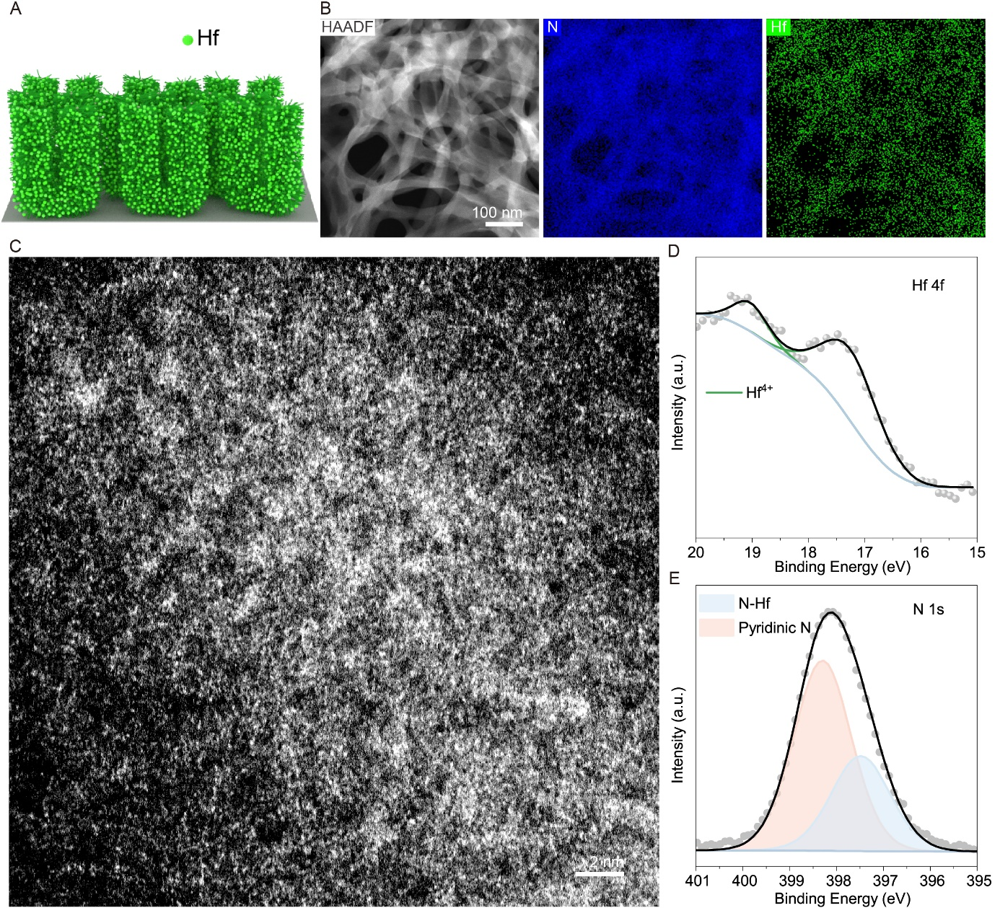 A
Hf
B
HAADF
N
Hf
100 nm
C
2 nm
D
Hf 4f
Hf⁴⁺
Intensity (a.u.)
20 19 18 17 16 15
Binding Energy (eV)
E
N-Hf
Pyridinic N
N 1s
Intensity (a.u.)
401 400 399 398 397 396 395
Binding Energy (eV)